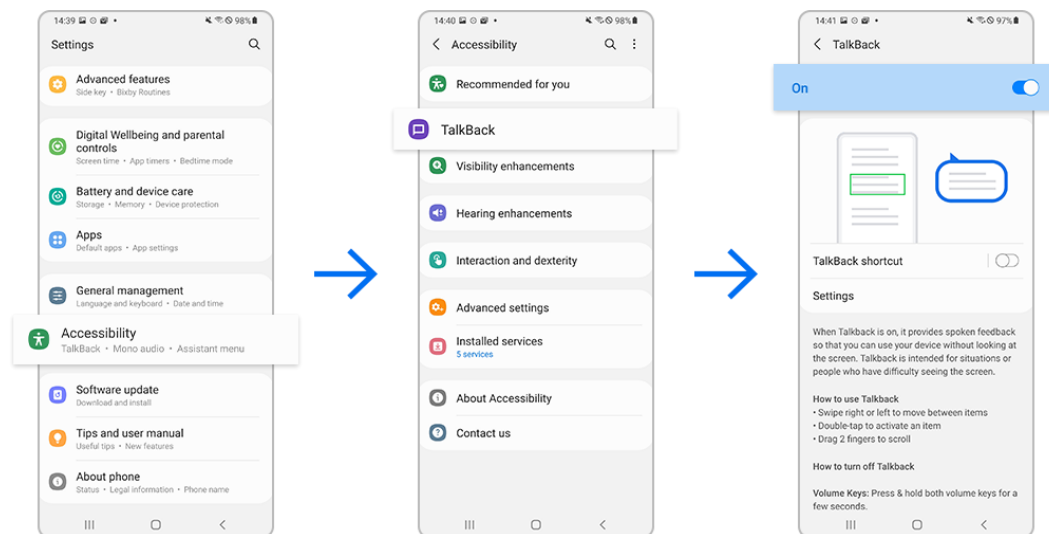 14:39
98%
Settings
Advanced features
Side key • Bixby Routines
Digital Wellbeing and parental
controls
Screen time • App timers • Bedtime mode
Battery and device care
Storage • Memory • Device protection
Apps
Default apps • App settings
General management
Language and keyboard • Date and time
Accessibility
TalkBack • Mono audio • Assistant menu
Software update
Download and install
Tips and user manual
Useful tips • New features
About phone
Status • Legal information • Phone name
14:40
98%
Accessibility
Recommended for you
TalkBack
Visibility enhancements
Hearing enhancements
Interaction and dexterity
Advanced settings
Installed services
5 services
About Accessibility
Contact us
14:41
97%
TalkBack
On
TalkBack shortcut
Settings
When Talkback is on, it provides spoken feedback
so that you can use your device without looking at
the screen. Talkback is intended for situations or
people who have difficulty seeing the screen.
How to use Talkback
• Swipe right or left to move between items
• Double-tap to activate an item
• Drag 2 fingers to scroll
How to turn off Talkback
Volume Keys: Press & hold both volume keys for a
few seconds.